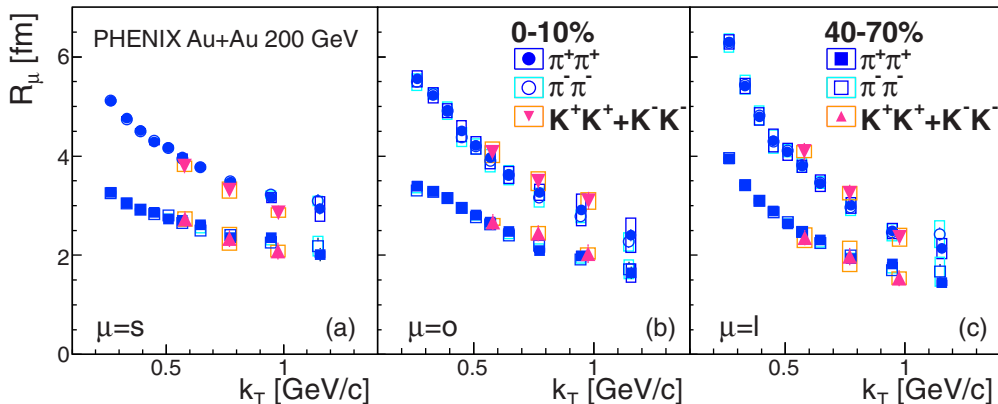 R_μ [fm]
6
4
2
0
PHENIX Au+Au 200 GeV
μ=s
(a)
0-10%
π⁺π⁺
π⁻π⁻
K⁺K⁺+K⁻K⁻
μ=o
(b)
40-70%
π⁺π⁺
π⁻π⁻
K⁺K⁺+K⁻K⁻
μ=l
(c)
0.5 1
0.5 1
0.5 1
k_T [GeV/c]
k_T [GeV/c]
k_T [GeV/c]